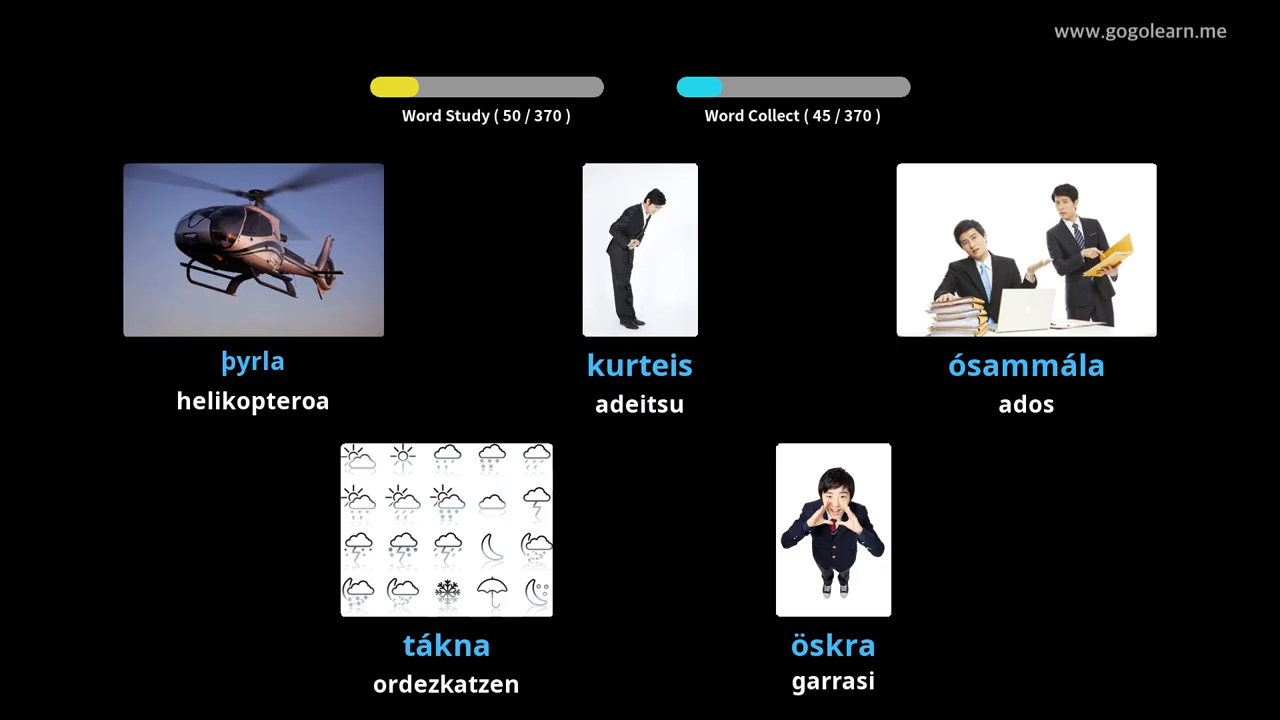 www.gogolearn.me
Word Study ( 50 / 370 )
Word Collect ( 45 / 370 )
þyrla
helikopteroa
kurteis
adeitsu
ósammála
ados
tákna
ordezkatzen
öskra
garrasi